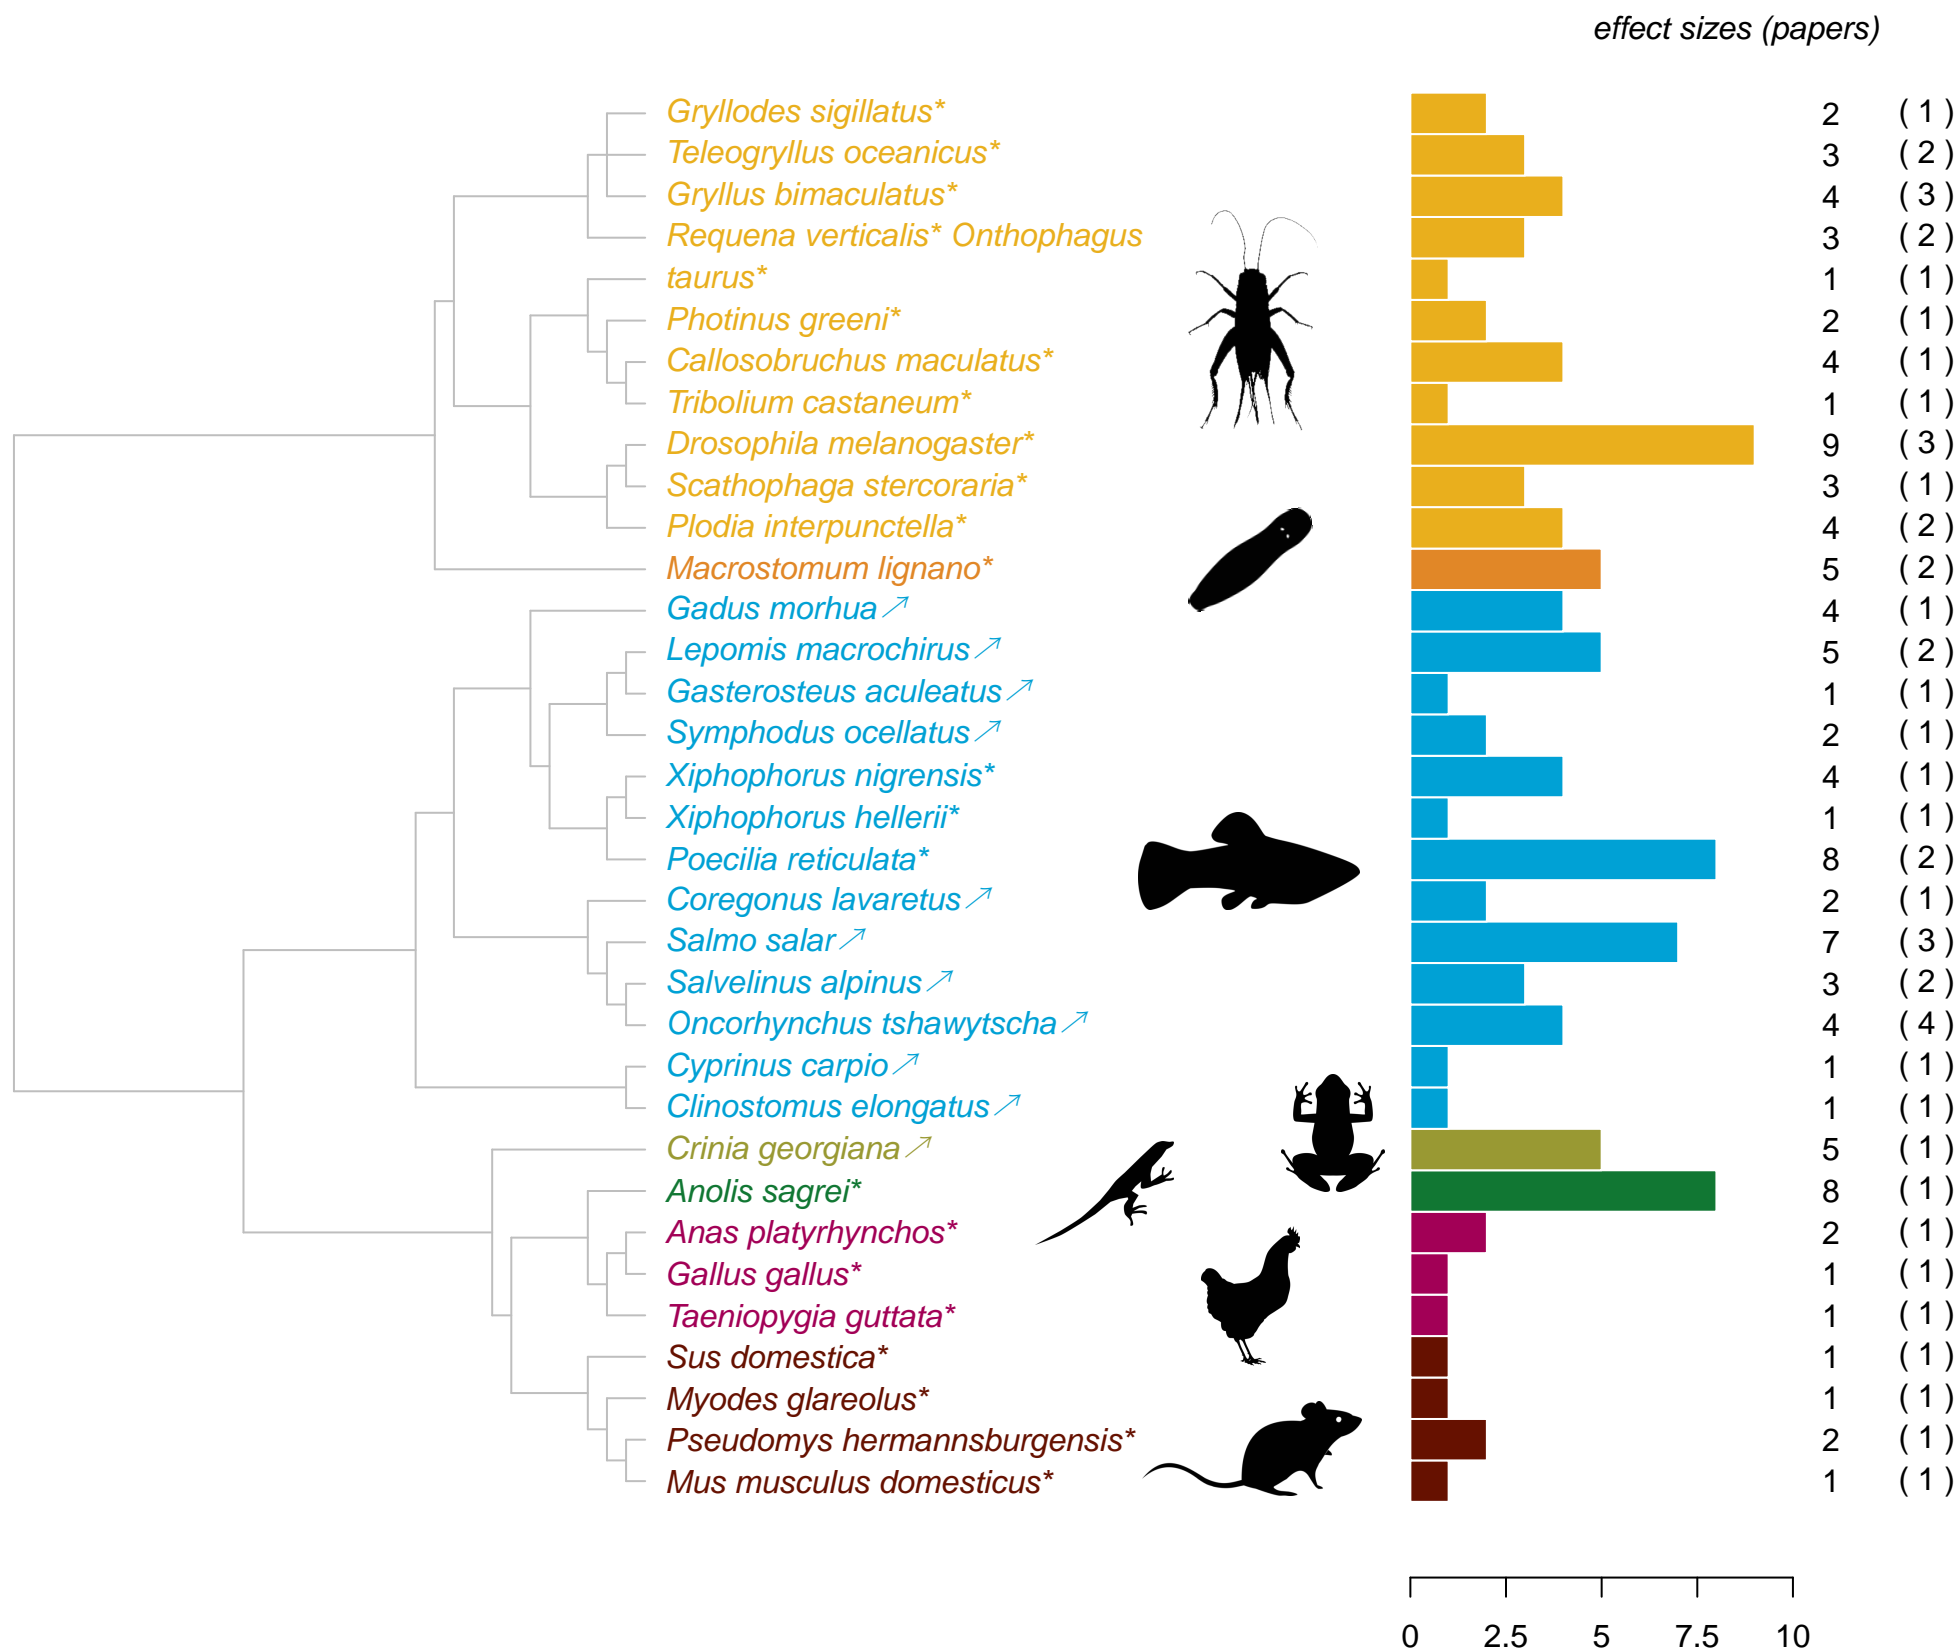 effect sizes (papers)
Gryllodes sigillatus* 2 ( 1 )
Teleogryllus oceanicus* 3 ( 2 )
Gryllus bimaculatus* 4 ( 3 )
Requena verticalis* Onthophagus 3 ( 2 )
taurus* 1 ( 1 )
Photinus greeni* 2 ( 1 )
Callosobruchus maculatus* 4 ( 1 )
Tribolium castaneum* 1 ( 1 )
Drosophila melanogaster* 9 ( 3 )
Scathophaga stercoraria* 3 ( 1 )
Plodia interpunctella* 4 ( 2 )
Macrostomum lignano* 5 ( 2 )
Gadus morhua↗ 4 ( 1 )
Lepomis macrochirus↗ 5 ( 2 )
Gasterosteus aculeatus↗ 1 ( 1 )
Symphodus ocellatus↗ 2 ( 1 )
Xiphophorus nigrensis* 4 ( 1 )
Xiphophorus hellerii* 1 ( 1 )
Poecilia reticulata* 8 ( 2 )
Coregonus lavaretus↗ 2 ( 1 )
Salmo salar↗ 7 ( 3 )
Salvelinus alpinus↗ 3 ( 2 )
Oncorhynchus tshawytscha↗ 4 ( 4 )
Cyprinus carpio↗ 1 ( 1 )
Clinostomus elongatus↗ 1 ( 1 )
Crinia georgiana↗ 5 ( 1 )
Anolis sagrei* 8 ( 1 )
Anas platyrhynchos* 2 ( 1 )
Gallus gallus* 1 ( 1 )
Taeniopygia guttata* 1 ( 1 )
Sus domestica* 1 ( 1 )
Myodes glareolus* 1 ( 1 )
Pseudomys hermannsburgensis* 2 ( 1 )
Mus musculus domesticus* 1 ( 1 )
0 2.5 5 7.5 10